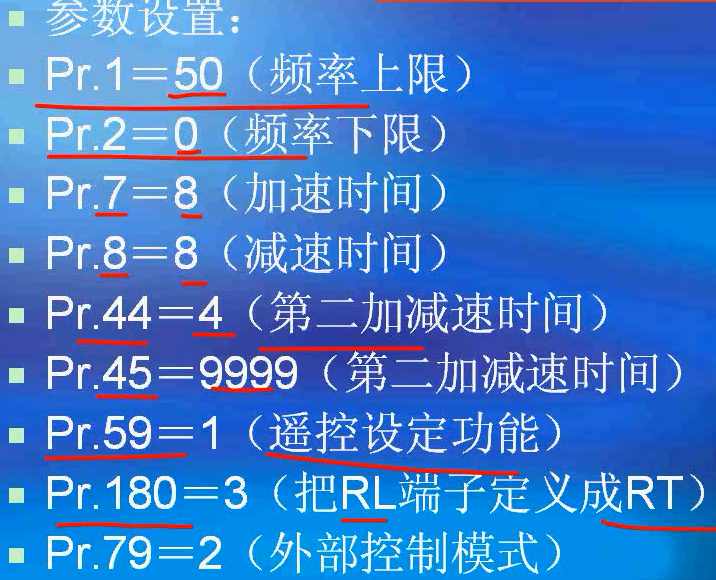 参数设置:
Pr.1=50（频率上限）
Pr.2=0（频率下限）
Pr.7=8（加速时间）
Pr.8=8（减速时间）
Pr.44=4（第二加减速时间）
Pr.45=9999（第二加减速时间）
Pr.59=1（遥控设定功能）
Pr.180=3（把RL端子定义成RT）
Pr.79=2（外部控制模式）